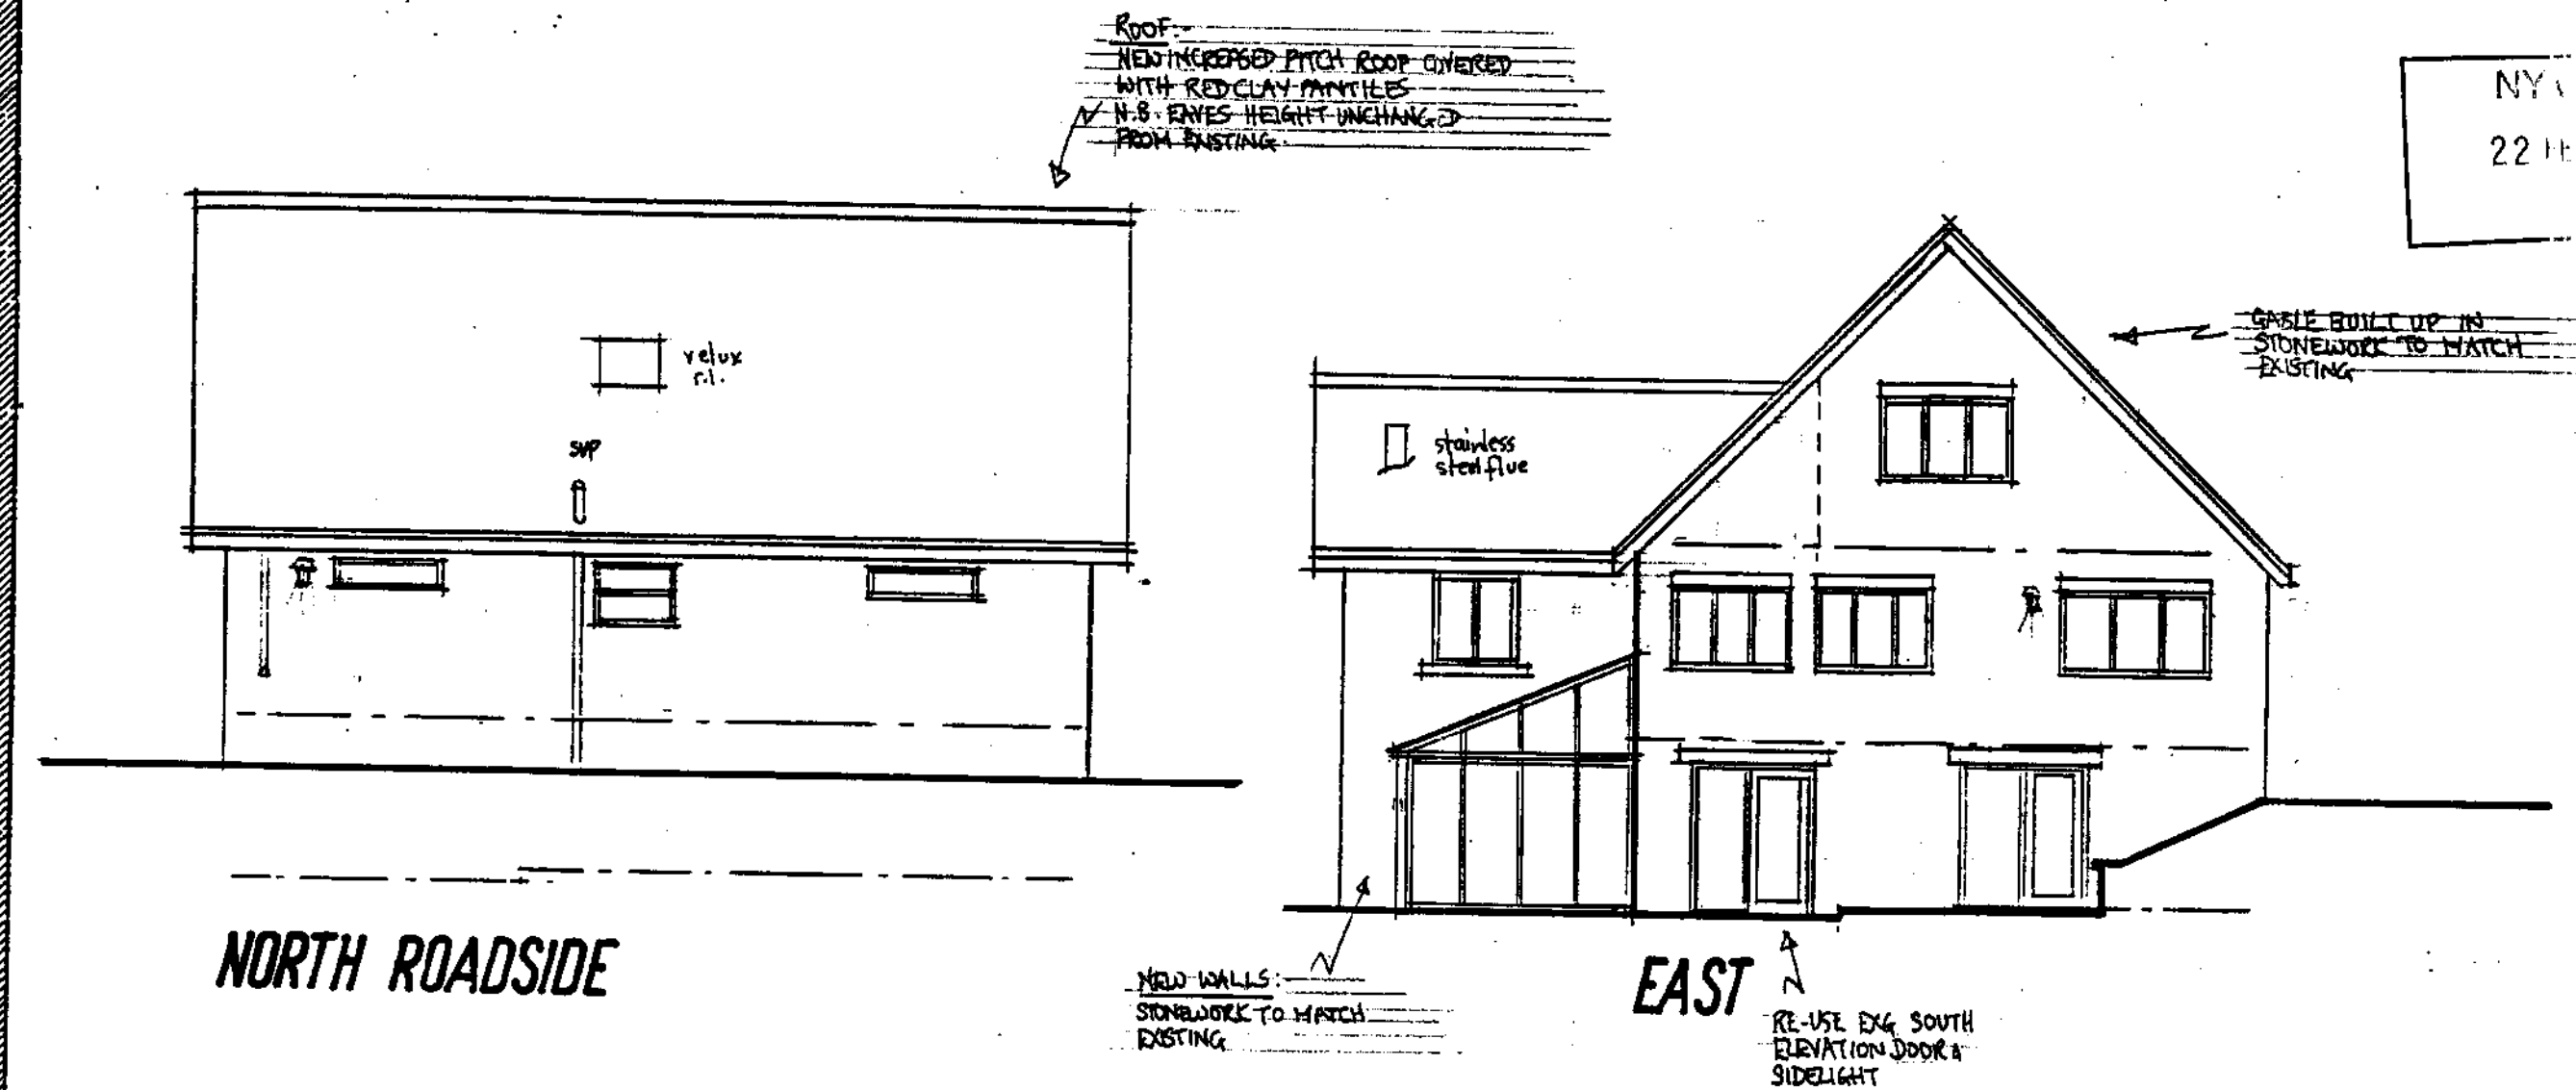 ROOF:-
NEW INCREASED PITCH ROOF COVERED
WITH RED CLAY PANTILES
N.B. EAVES HEIGHT UNCHANGED
FROM EXISTING
NY
22
velux
r.l.
SVP
stainless
steel flue
GABLE BUILT UP IN
STONEWORK TO MATCH
EXISTING
NORTH ROADSIDE
EAST
NEW WALLS:
STONEWORK TO MATCH
EXISTING
RE-USE EXG SOUTH
ELEVATION DOOR &
SIDELIGHT